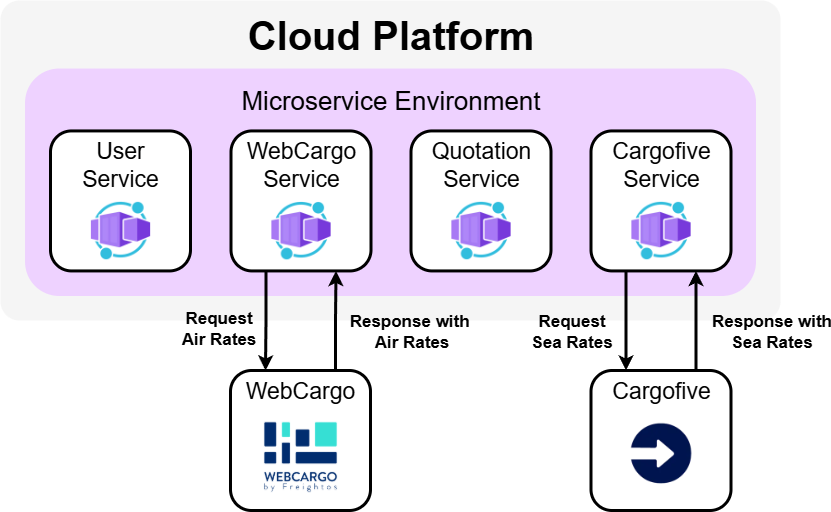 Cloud Platform
Microservice Environment
User
Service
WebCargo
Service
Quotation
Service
Cargofive
Service
Request
Air Rates
Response with
Air Rates
Request
Sea Rates
Response with
Sea Rates
WebCargo
WEBCARGO
by Freightos
Cargofive